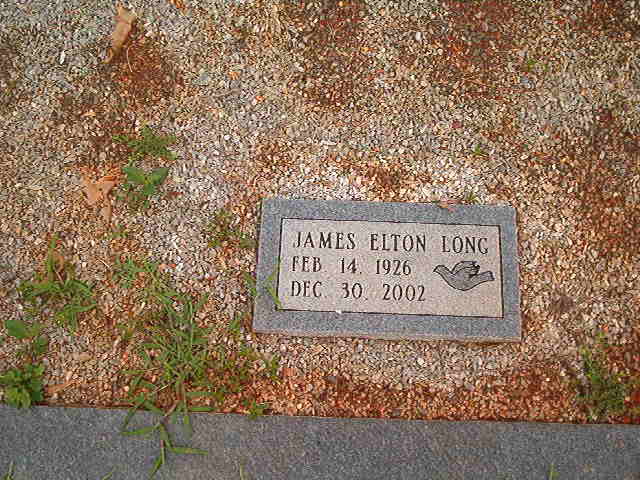 JAMES ELTON LONG
FEB. 14, 1926
DEC. 30, 2002